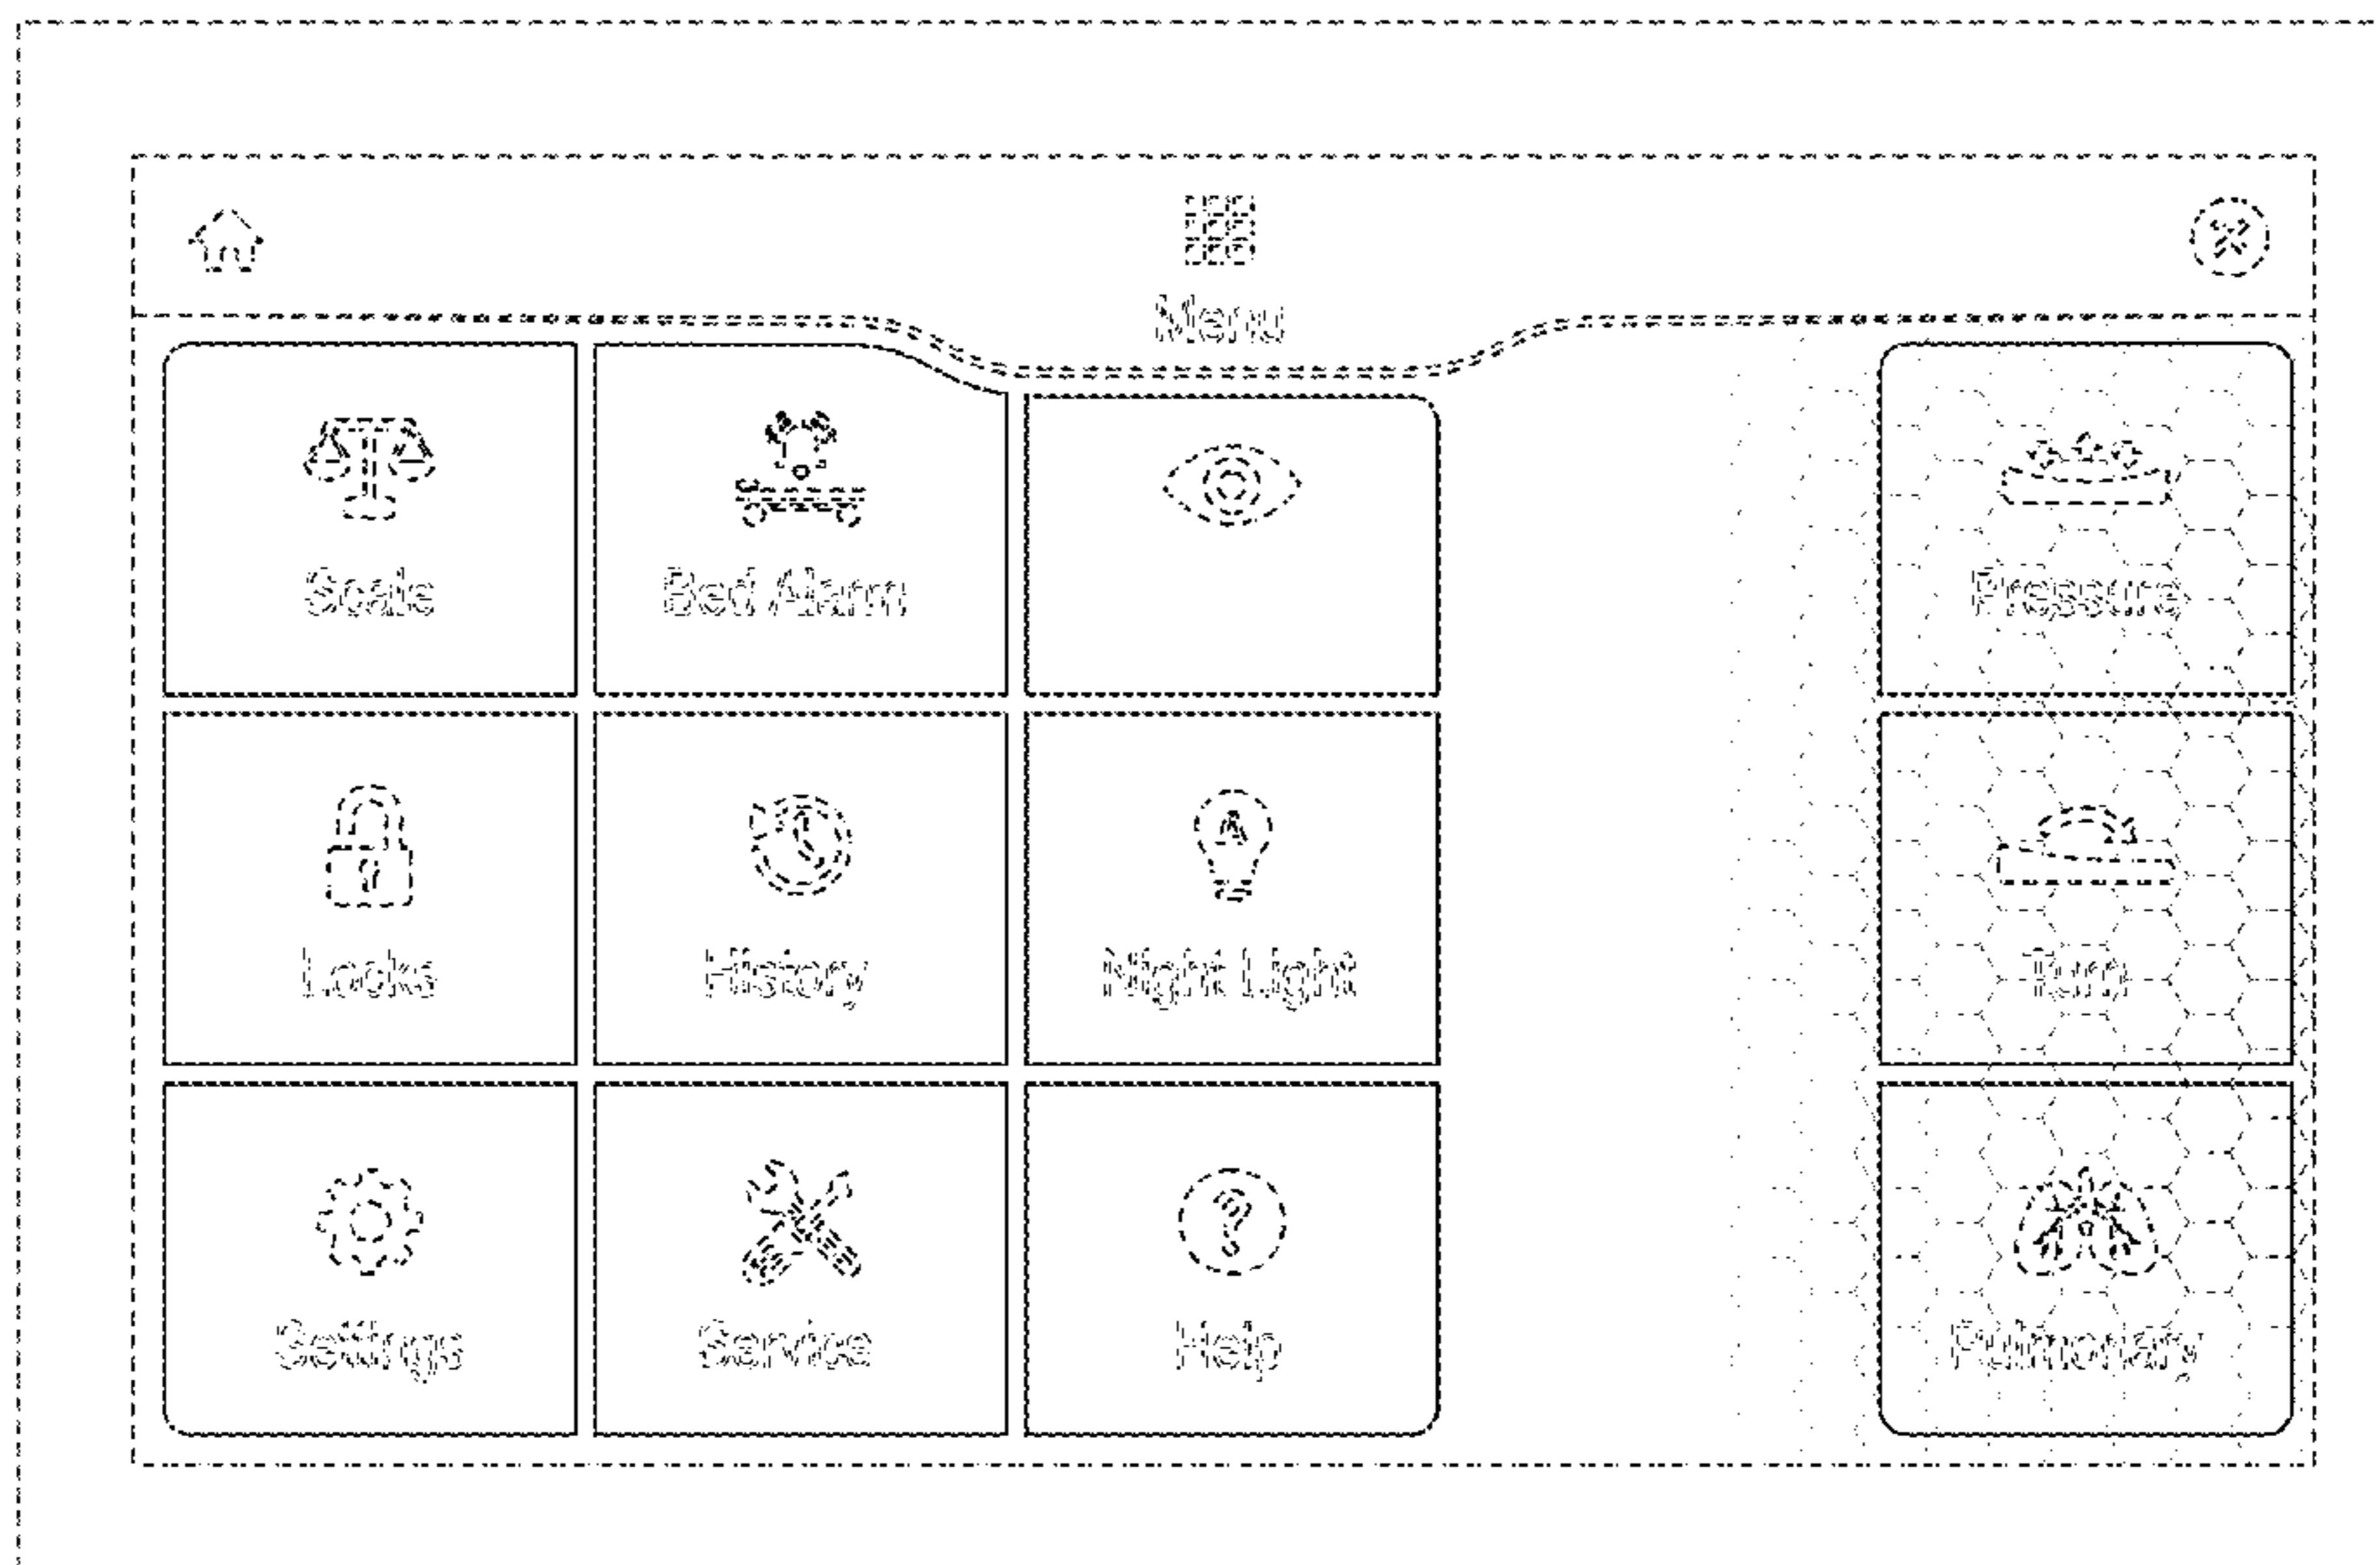 Menu
Scale
Bed Alarm
Pressure
Locks
History
Night Light
Turn
Settings
Service
Help
Pulmonary